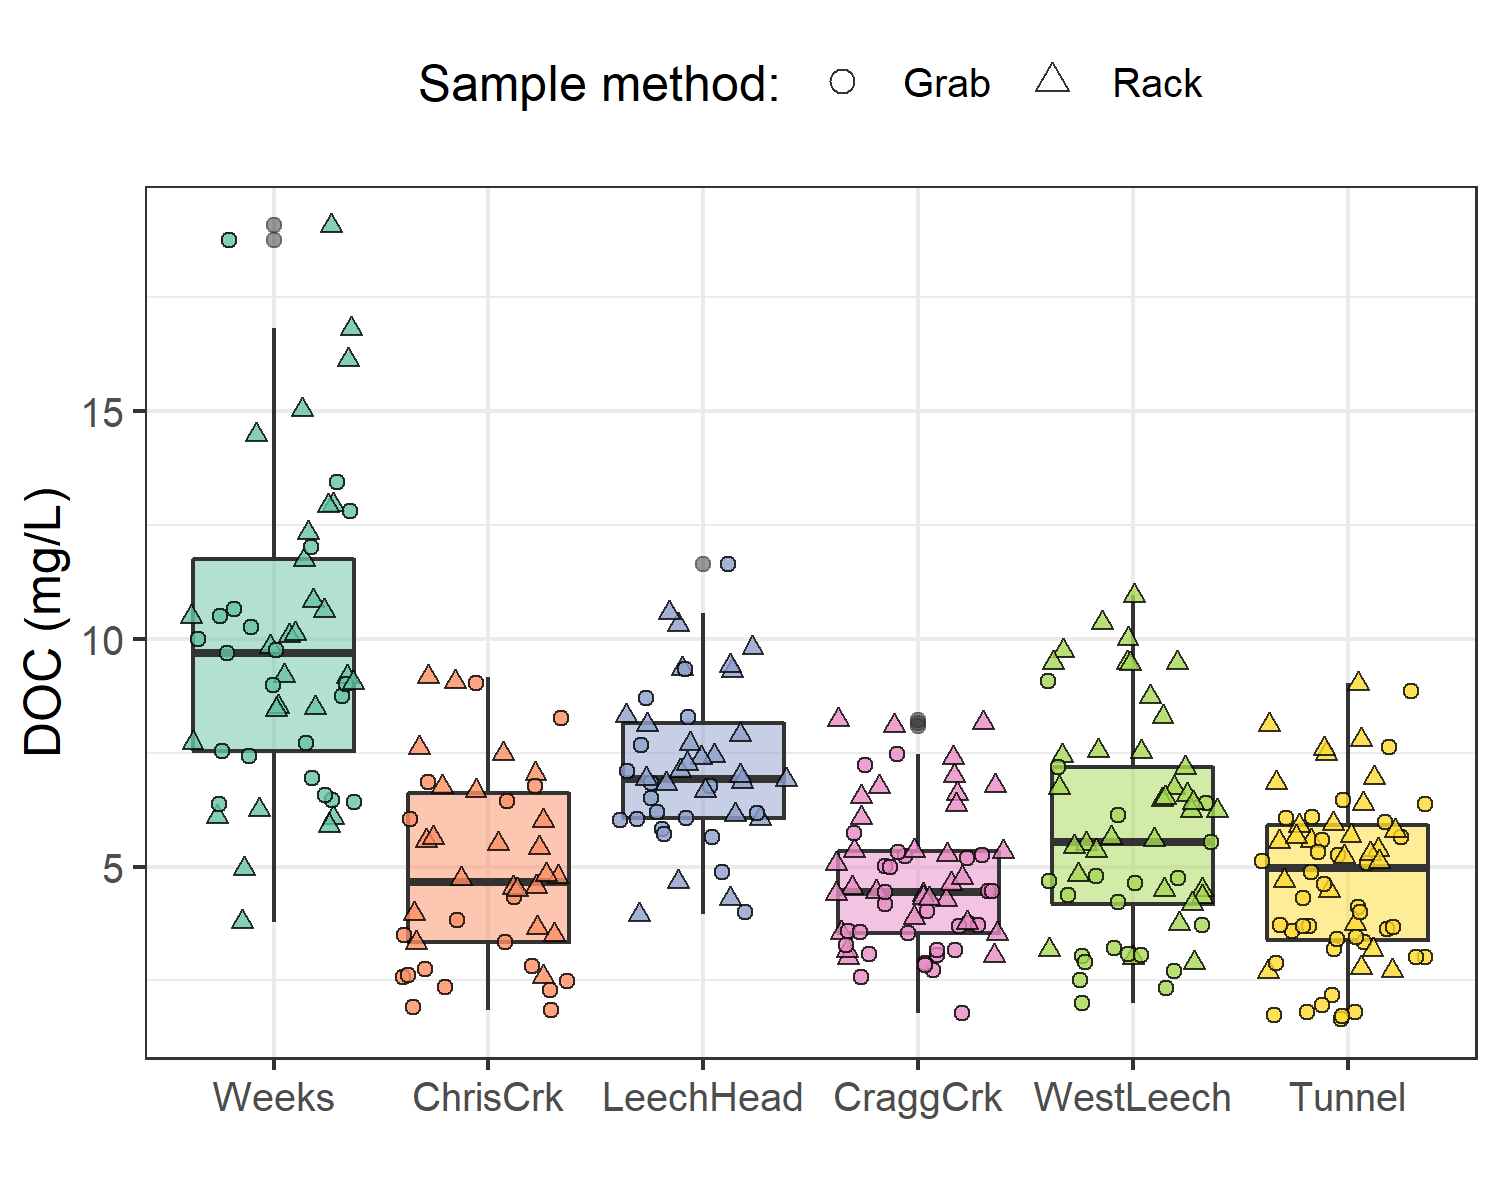 Sample method: Grab Rack
DOC (mg/L)
15
10
5
Weeks ChrisCrk LeechHead CraggCrk WestLeech Tunnel